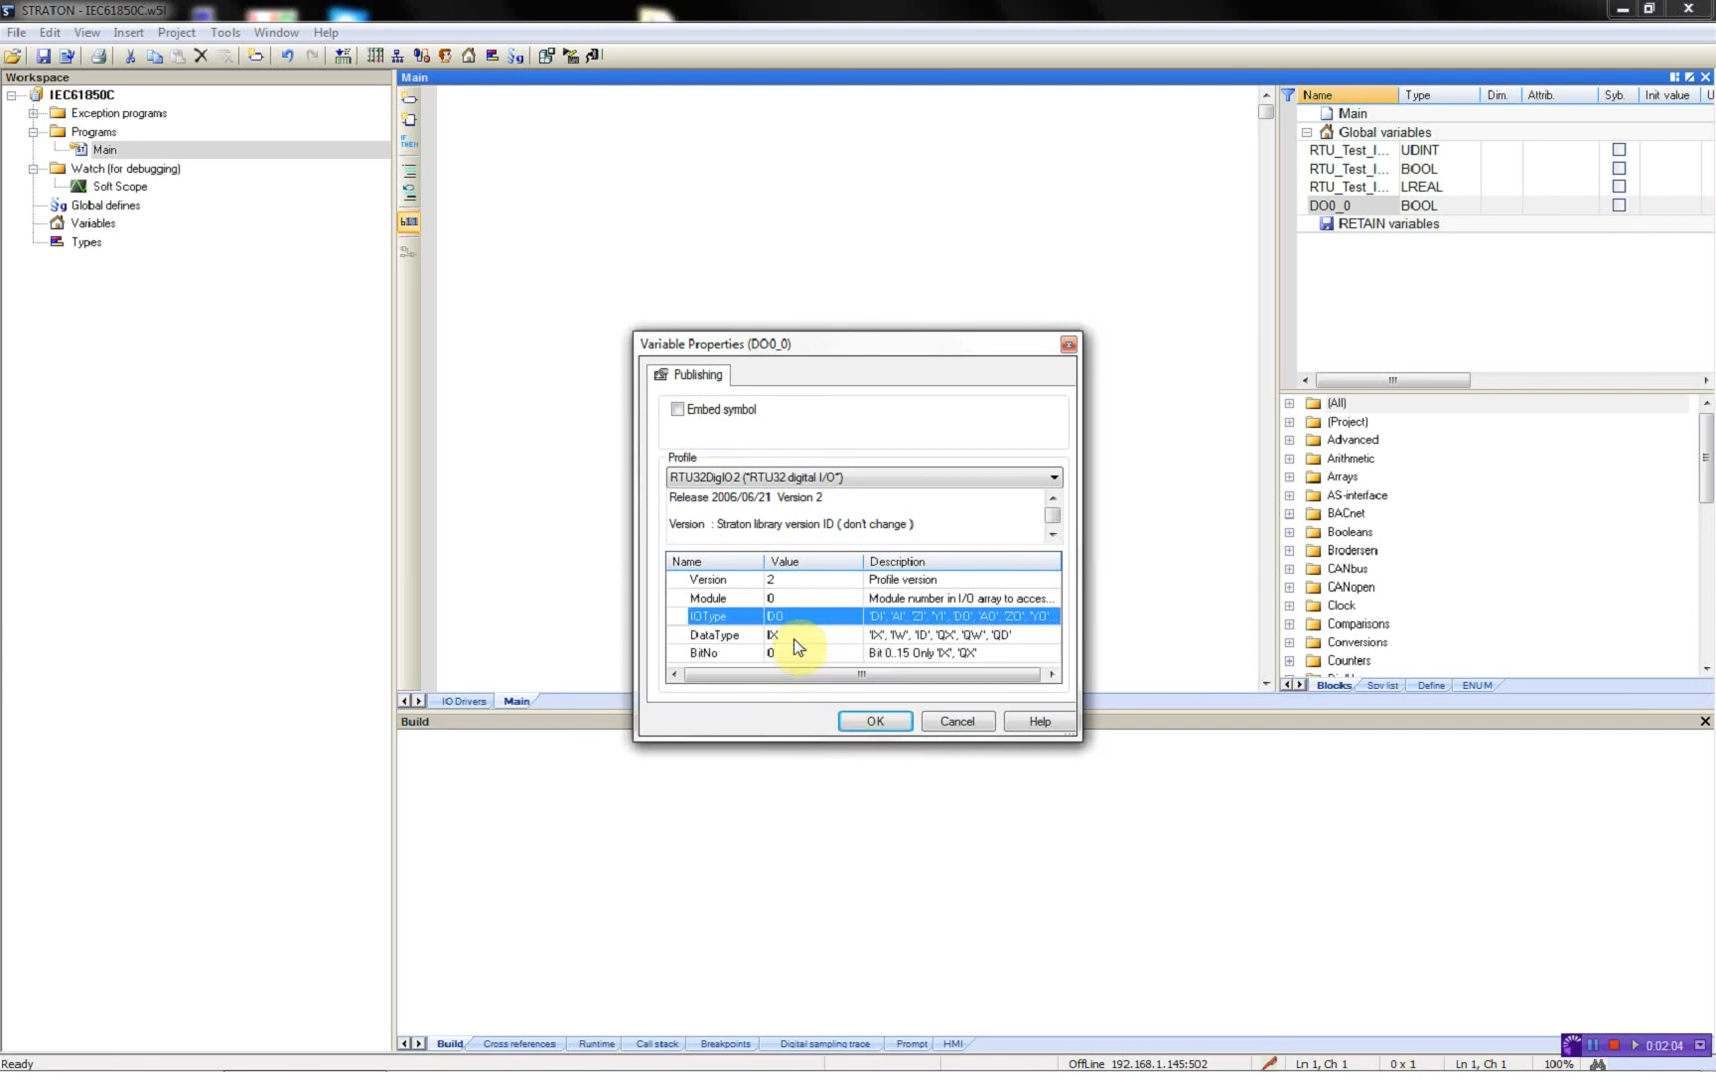 STRATON - IEC61850C.w5l
File Edit View Insert Project Tools Window Help
Workspace
IEC61850C
Exception programs
Programs
Main
Watch (for debugging)
Soft Scope
Global defines
Variables
Types
Main
IF
THEN
Name Type Dim. Attrib. Syb. Init value U
Main
Global variables
RTU_Test_I... UDINT
RTU_Test_I... BOOL
RTU_Test_I... LREAL
DO0_0 BOOL
RETAIN variables
Variable Properties (DO0_0)
Publishing
Embed symbol
Profile
RTU32DigIO2 ("RTU32 digital I/O")
Release 2006/06/21 Version 2
Version : Straton library version ID ( don't change )
Name Value Description
Version 2 Profile version
Module 0 Module number in I/O array to acces...
IOType DO 'DI', 'AI', 'ZI', 'YI', 'DO', 'AO', 'ZO', 'YO'...
DataType IX 'IX', 'IW', 'ID', 'QX', 'QW', 'QD'
BitNo 0 Bit 0..15 Only 'IX', 'QX'
OK Cancel Help
(All)
(Project)
Advanced
Arithmetic
Arrays
AS-interface
BACnet
Booleans
Brodersen
CANbus
CANopen
Clock
Comparisons
Conversions
Counters
Blocks Spy list Define ENUM
IO Drivers Main
Build
Build Cross references Runtime Call stack Breakpoints Digital sampling trace Prompt HMI
0:02:04
Ready OffLine 192.168.1.145:502 Ln 1, Ch 1 0 x 1 Ln 1, Ch 1 100%